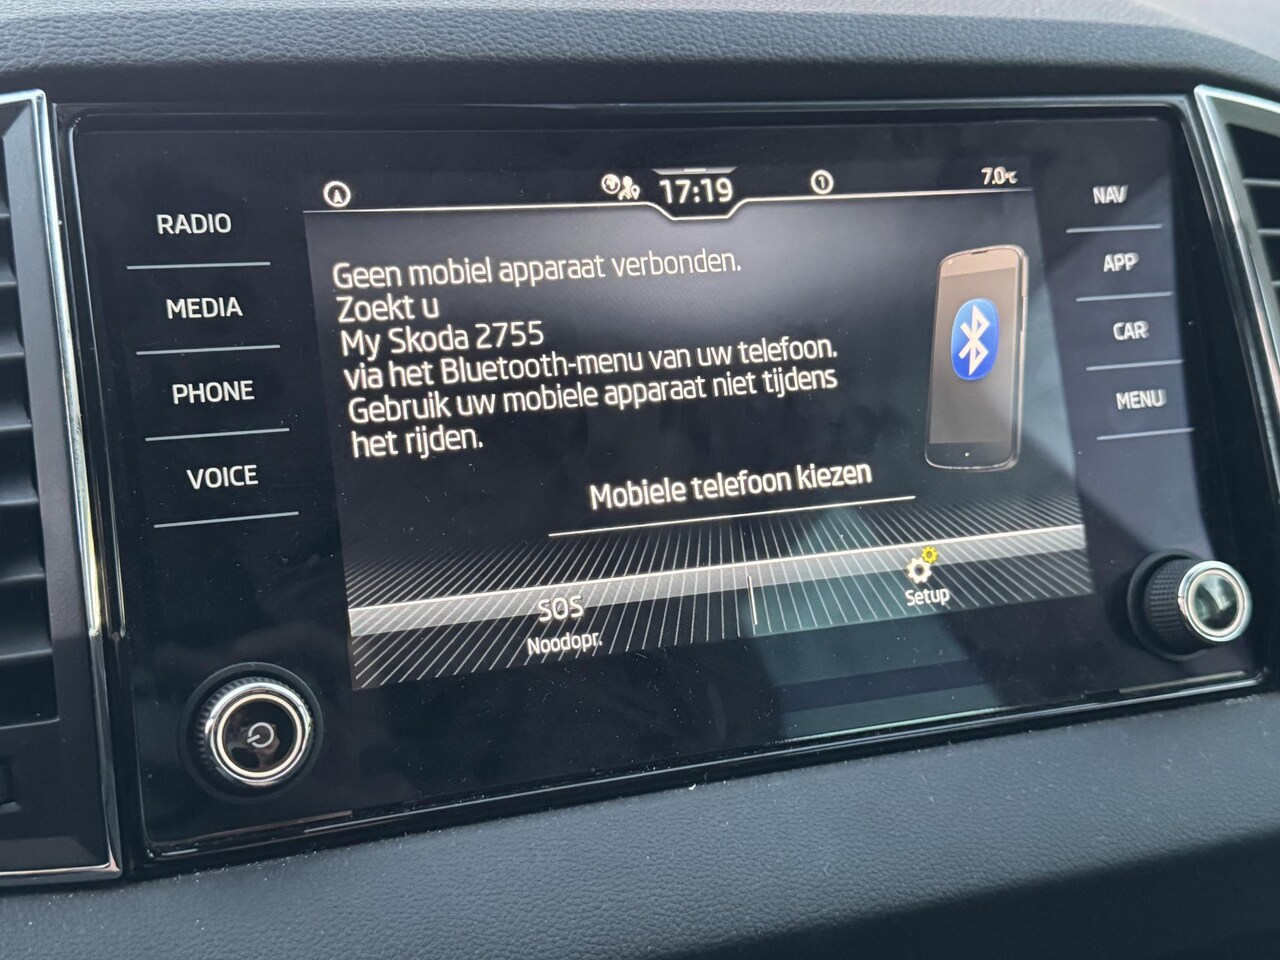 17:19
1
7.0°C
RADIO
MEDIA
PHONE
VOICE
NAV
APP
CAR
MENU
Geen mobiel apparaat verbonden.
Zoekt u
My Skoda 2755
via het Bluetooth-menu van uw telefoon.
Gebruik uw mobiele apparaat niet tijdens
het rijden.
Mobiele telefoon kiezen
SOS
Noodopr.
Setup